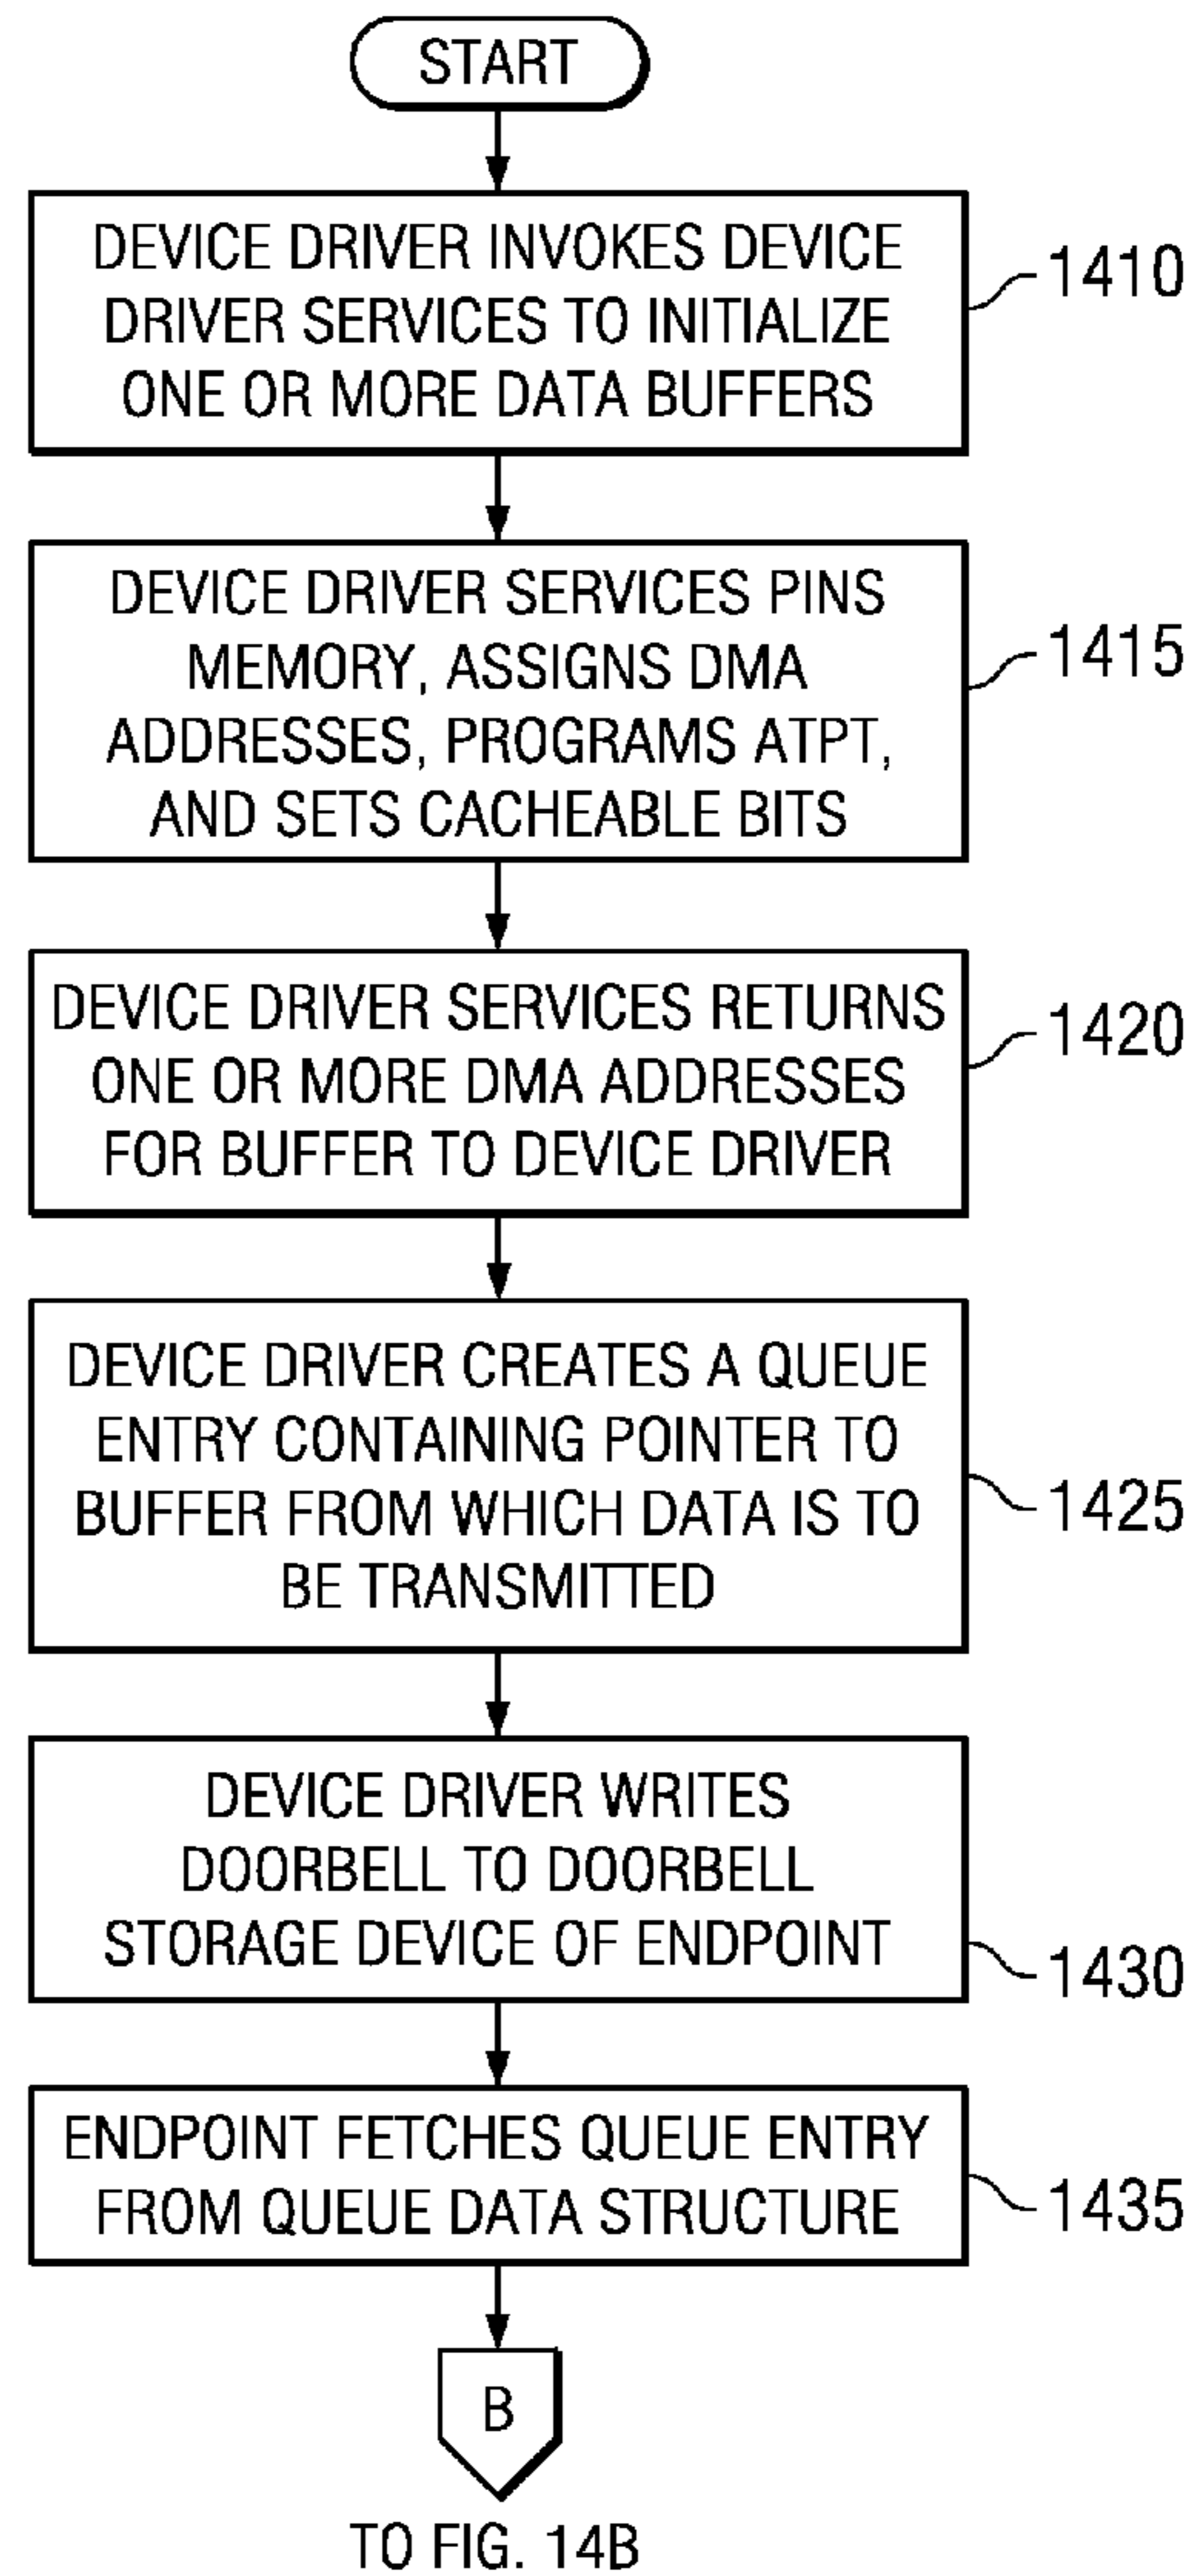 START
DEVICE DRIVER INVOKES DEVICE
DRIVER SERVICES TO INITIALIZE
ONE OR MORE DATA BUFFERS
1410
DEVICE DRIVER SERVICES PINS
MEMORY, ASSIGNS DMA
ADDRESSES, PROGRAMS ATPT,
AND SETS CACHEABLE BITS
1415
DEVICE DRIVER SERVICES RETURNS
ONE OR MORE DMA ADDRESSES
FOR BUFFER TO DEVICE DRIVER
1420
DEVICE DRIVER CREATES A QUEUE
ENTRY CONTAINING POINTER TO
BUFFER FROM WHICH DATA IS TO
BE TRANSMITTED
1425
DEVICE DRIVER WRITES
DOORBELL TO DOORBELL
STORAGE DEVICE OF ENDPOINT
1430
ENDPOINT FETCHES QUEUE ENTRY
FROM QUEUE DATA STRUCTURE
1435
B
TO FIG. 14B